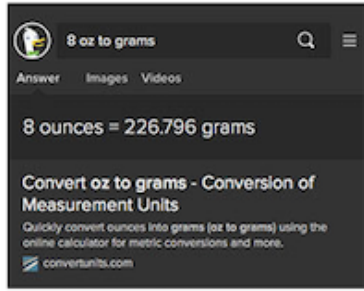 8 oz to grams
Answer Images Videos
8 ounces = 226.796 grams
Convert oz to grams - Conversion of
Measurement Units
Quickly convert ounces into grams (oz to grams) using the
online calculator for metric conversions and more.
convertunits.com